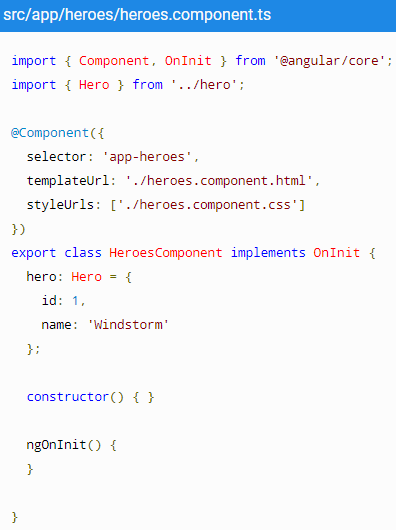 src/app/heroes/heroes.component.ts
import { Component, OnInit } from '@angular/core';
import { Hero } from '../hero';
@Component({
  selector: 'app-heroes',
  templateUrl: './heroes.component.html',
  styleUrls: ['./heroes.component.css']
})
export class HeroesComponent implements OnInit {
  hero: Hero = {
    id: 1,
    name: 'Windstorm'
  };
  constructor() { }
  ngOnInit() {
  }
}